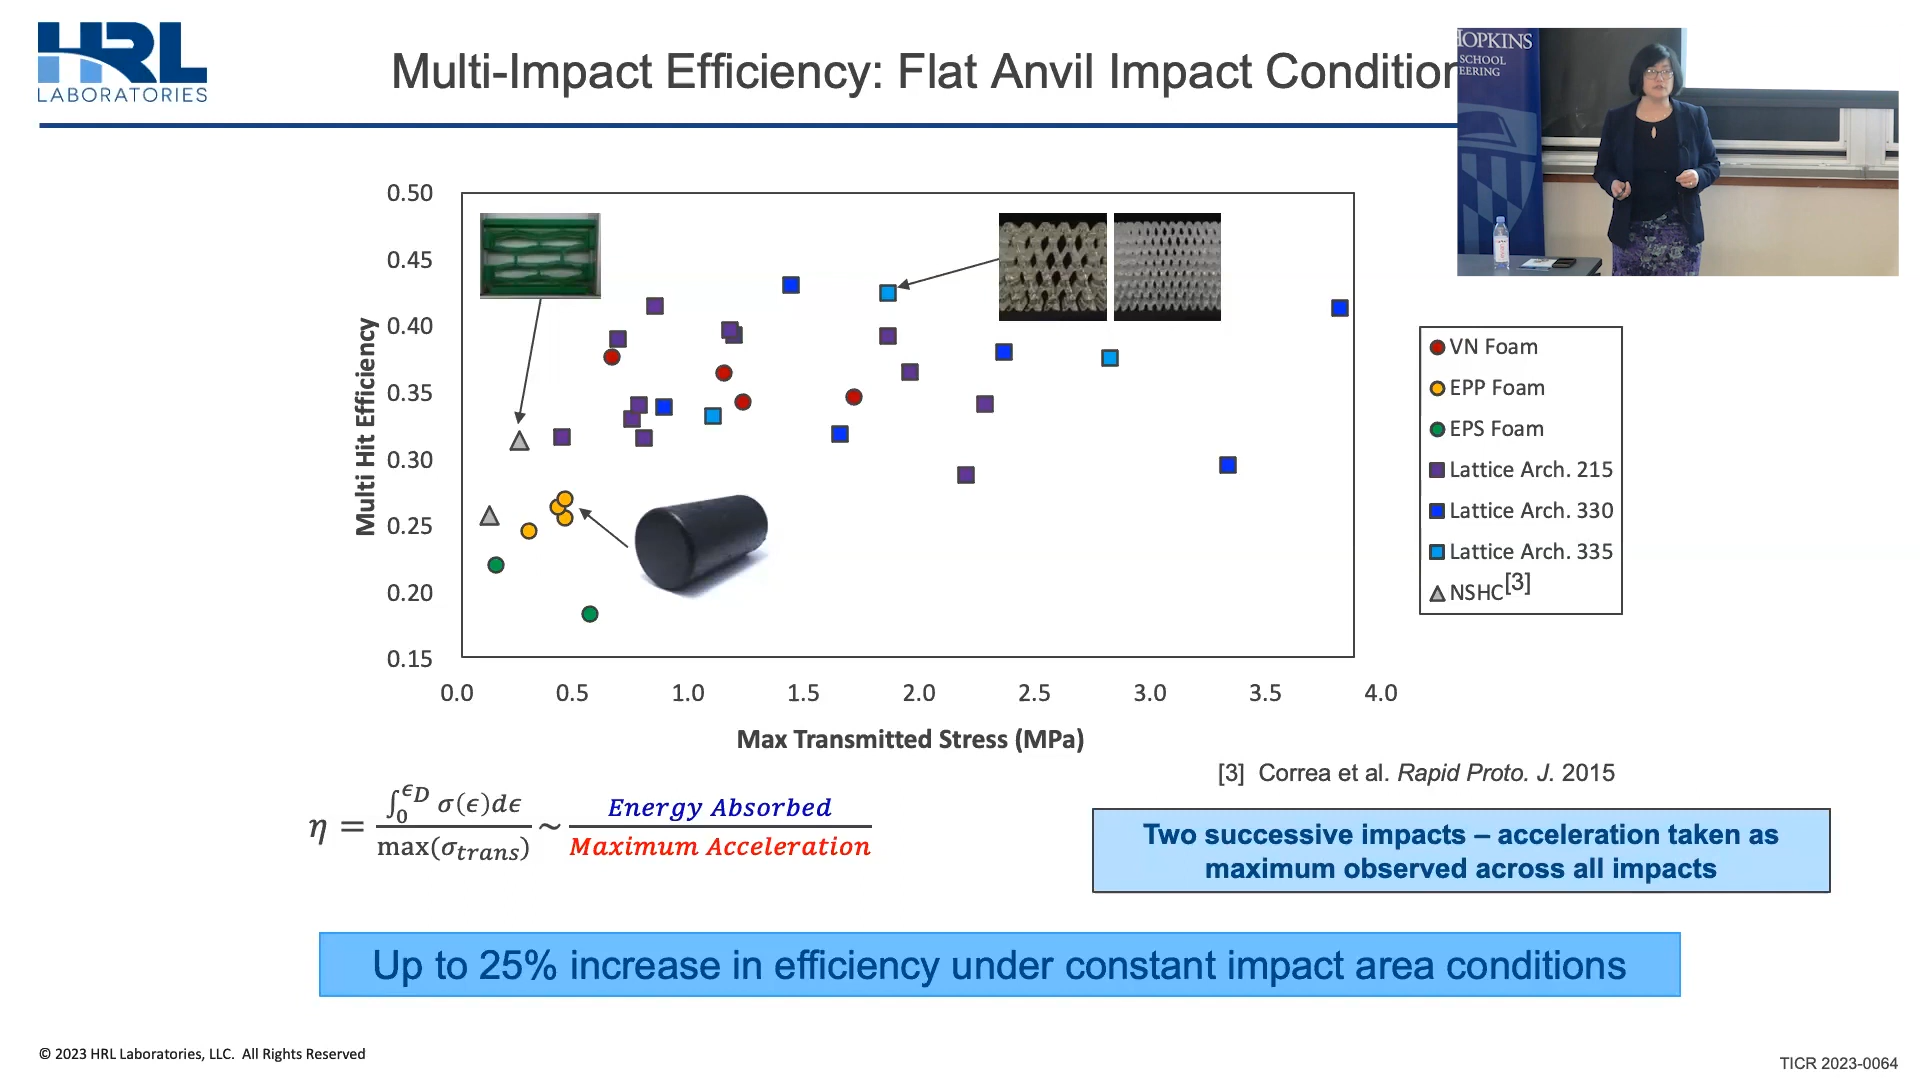 HRL
LABORATORIES
Multi-Impact Efficiency: Flat Anvil Impact Condition
HOPKINS
SCHOOL
EERING
0.50
0.45
0.40
0.35
0.30
0.25
0.20
0.15
Multi Hit Efficiency
0.0 0.5 1.0 1.5 2.0 2.5 3.0 3.5 4.0
Max Transmitted Stress (MPa)
VN Foam
EPP Foam
EPS Foam
Lattice Arch. 215
Lattice Arch. 330
Lattice Arch. 335
NSHC[3]
[3] Correa et al. Rapid Proto. J. 2015
η = ∫₀^ϵD σ(ϵ)dϵ / max(σtrans) ~ Energy Absorbed / Maximum Acceleration
Two successive impacts – acceleration taken as
maximum observed across all impacts
Up to 25% increase in efficiency under constant impact area conditions
© 2023 HRL Laboratories, LLC. All Rights Reserved
TICR 2023-0064